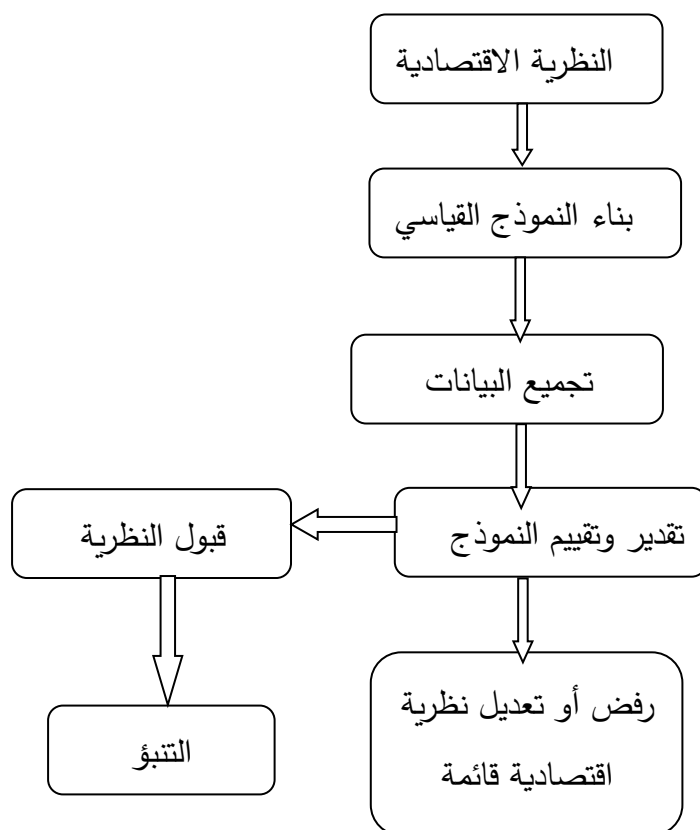 النظرية الاقتصادية
بناء النموذج القياسي
تجميع البيانات
تقدير وتقييم النموذج
قبول النظرية
رفض أو تعديل نظرية
اقتصادية قائمة
التنبؤ